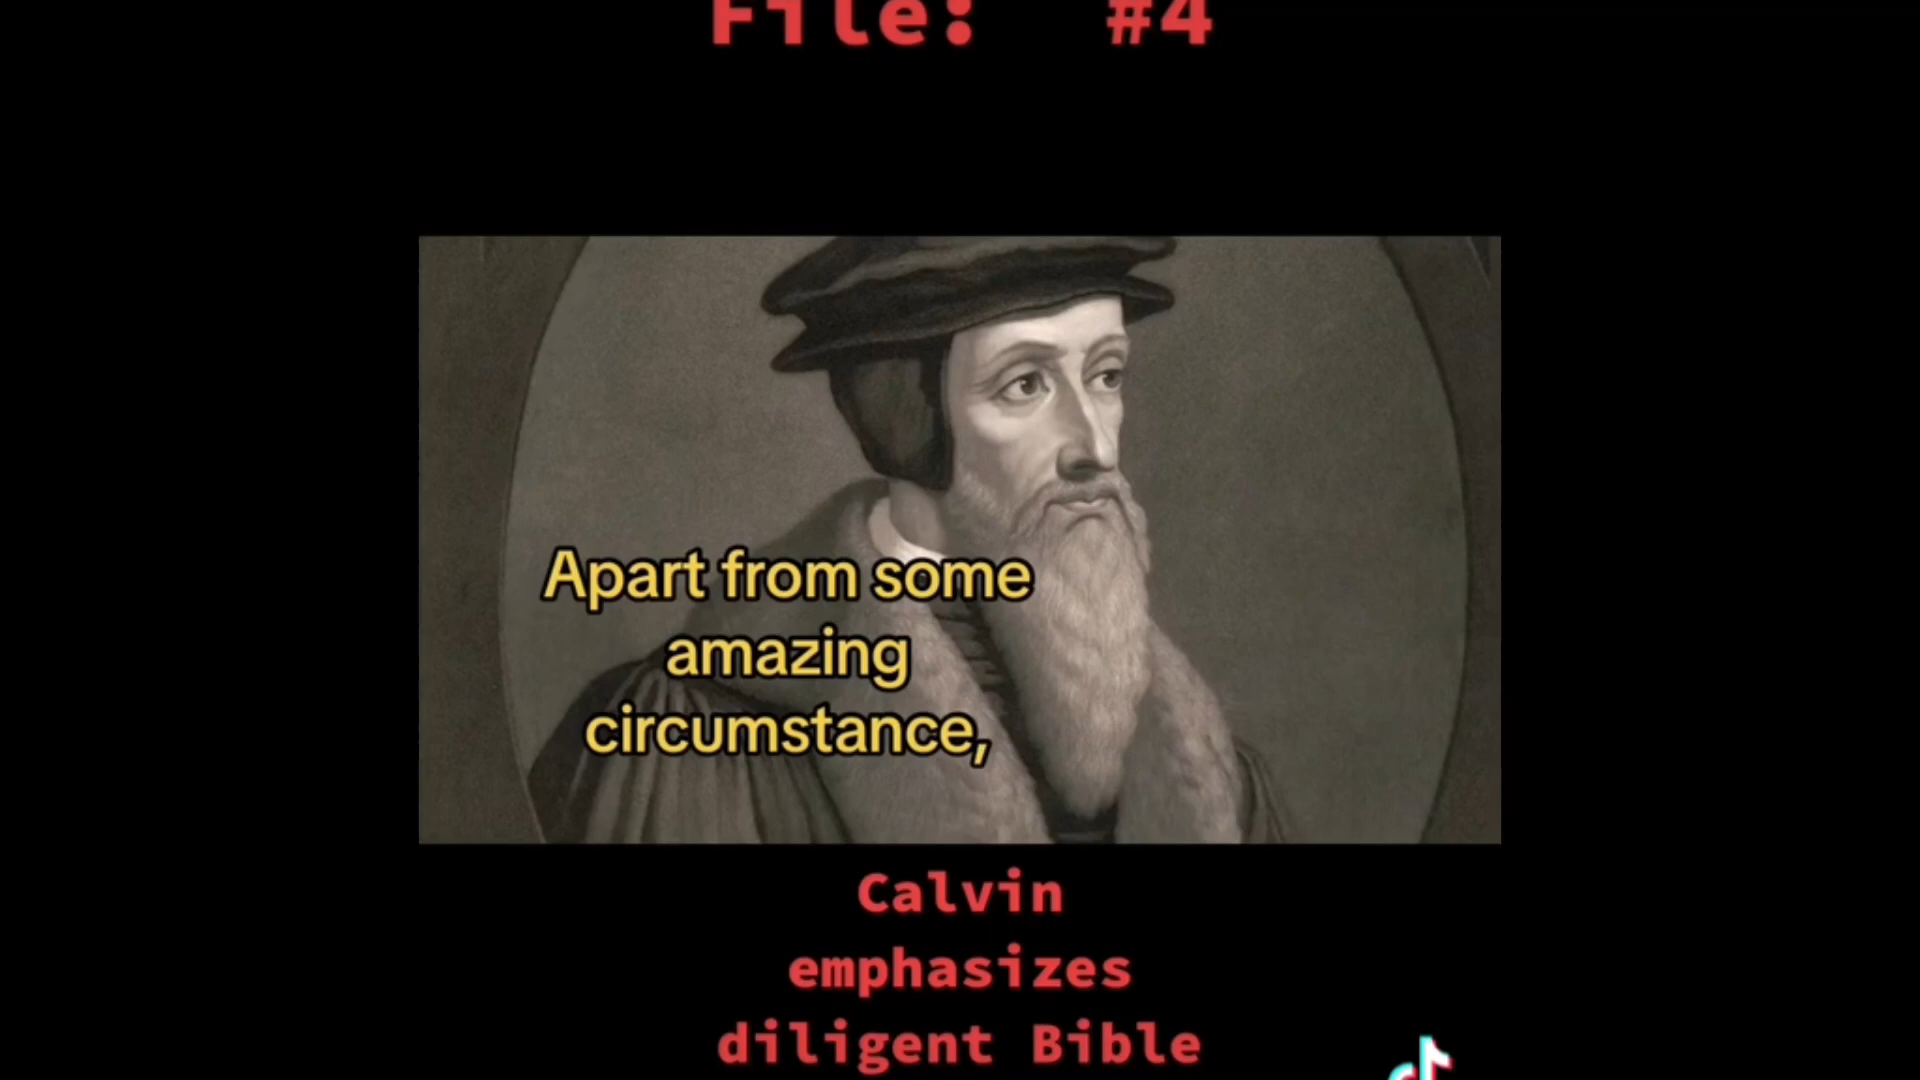 File: #4
Apart from some
amazing
circumstance,
Calvin
emphasizes
diligent Bible